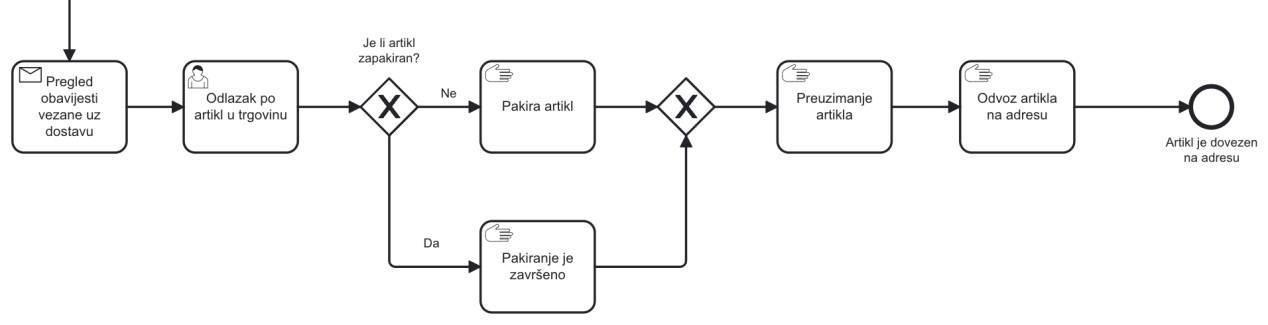 Pregled
obavijesti
vezane uz
dostavu
Odlazak po
artikl u trgovinu
Je li artikl
zapakiran?
Ne
Pakira artikl
Da
Pakiranje je
završeno
Preuzimanje
artikla
Odvoz artikla
na adresu
Artikl je dovezen
na adresu